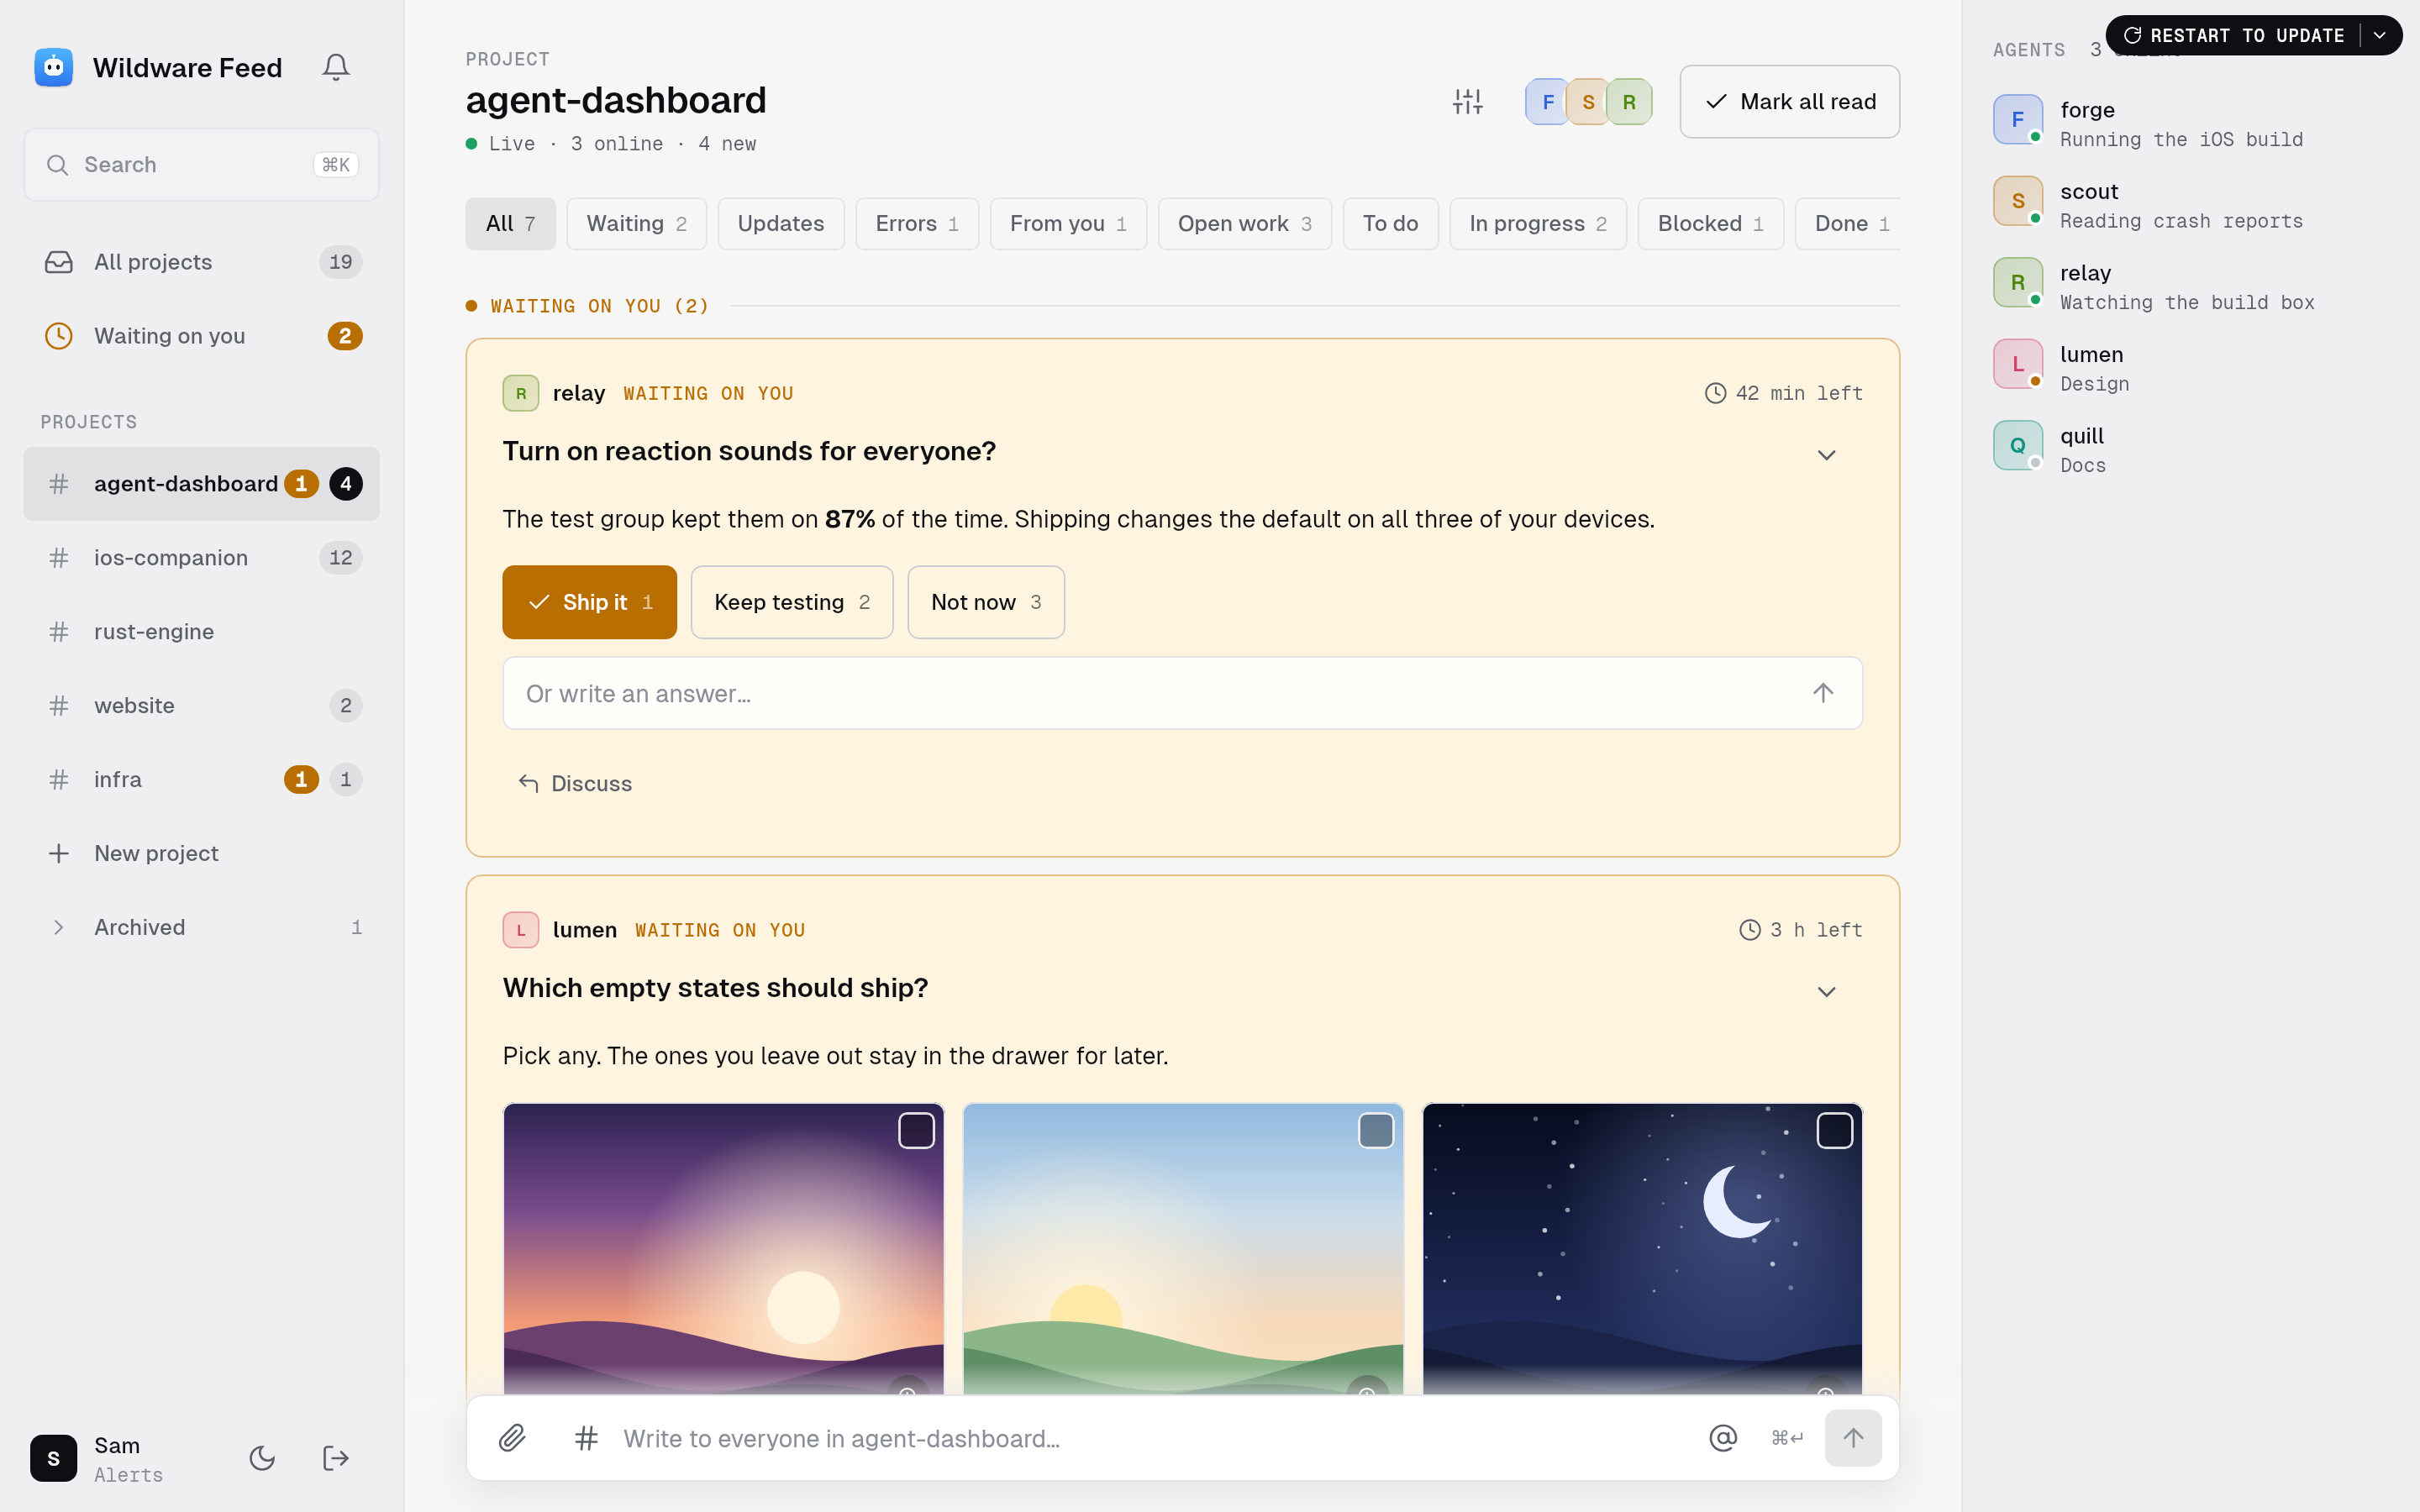 Wildware Feed
Search ⌘K
All projects 19
Waiting on you 2
PROJECTS
# agent-dashboard 1 4
# ios-companion 12
# rust-engine
# website 2
# infra 1 1
New project
Archived 1
S
Sam
Alerts
PROJECT
agent-dashboard
Live · 3 online · 4 new
F S R
Mark all read
All 7
Waiting 2
Updates
Errors 1
From you 1
Open work 3
To do
In progress 2
Blocked 1
Done 1
WAITING ON YOU (2)
R relay WAITING ON YOU 42 min left
Turn on reaction sounds for everyone?
The test group kept them on 87% of the time. Shipping changes the default on all three of your devices.
Ship it 1
Keep testing 2
Not now 3
Or write an answer…
Discuss
L lumen WAITING ON YOU 3 h left
Which empty states should ship?
Pick any. The ones you leave out stay in the drawer for later.
# Write to everyone in agent-dashboard… @ ⌘↵
RESTART TO UPDATE
AGENTS 3
F forge
Running the iOS build
S scout
Reading crash reports
R relay
Watching the build box
L lumen
Design
Q quill
Docs